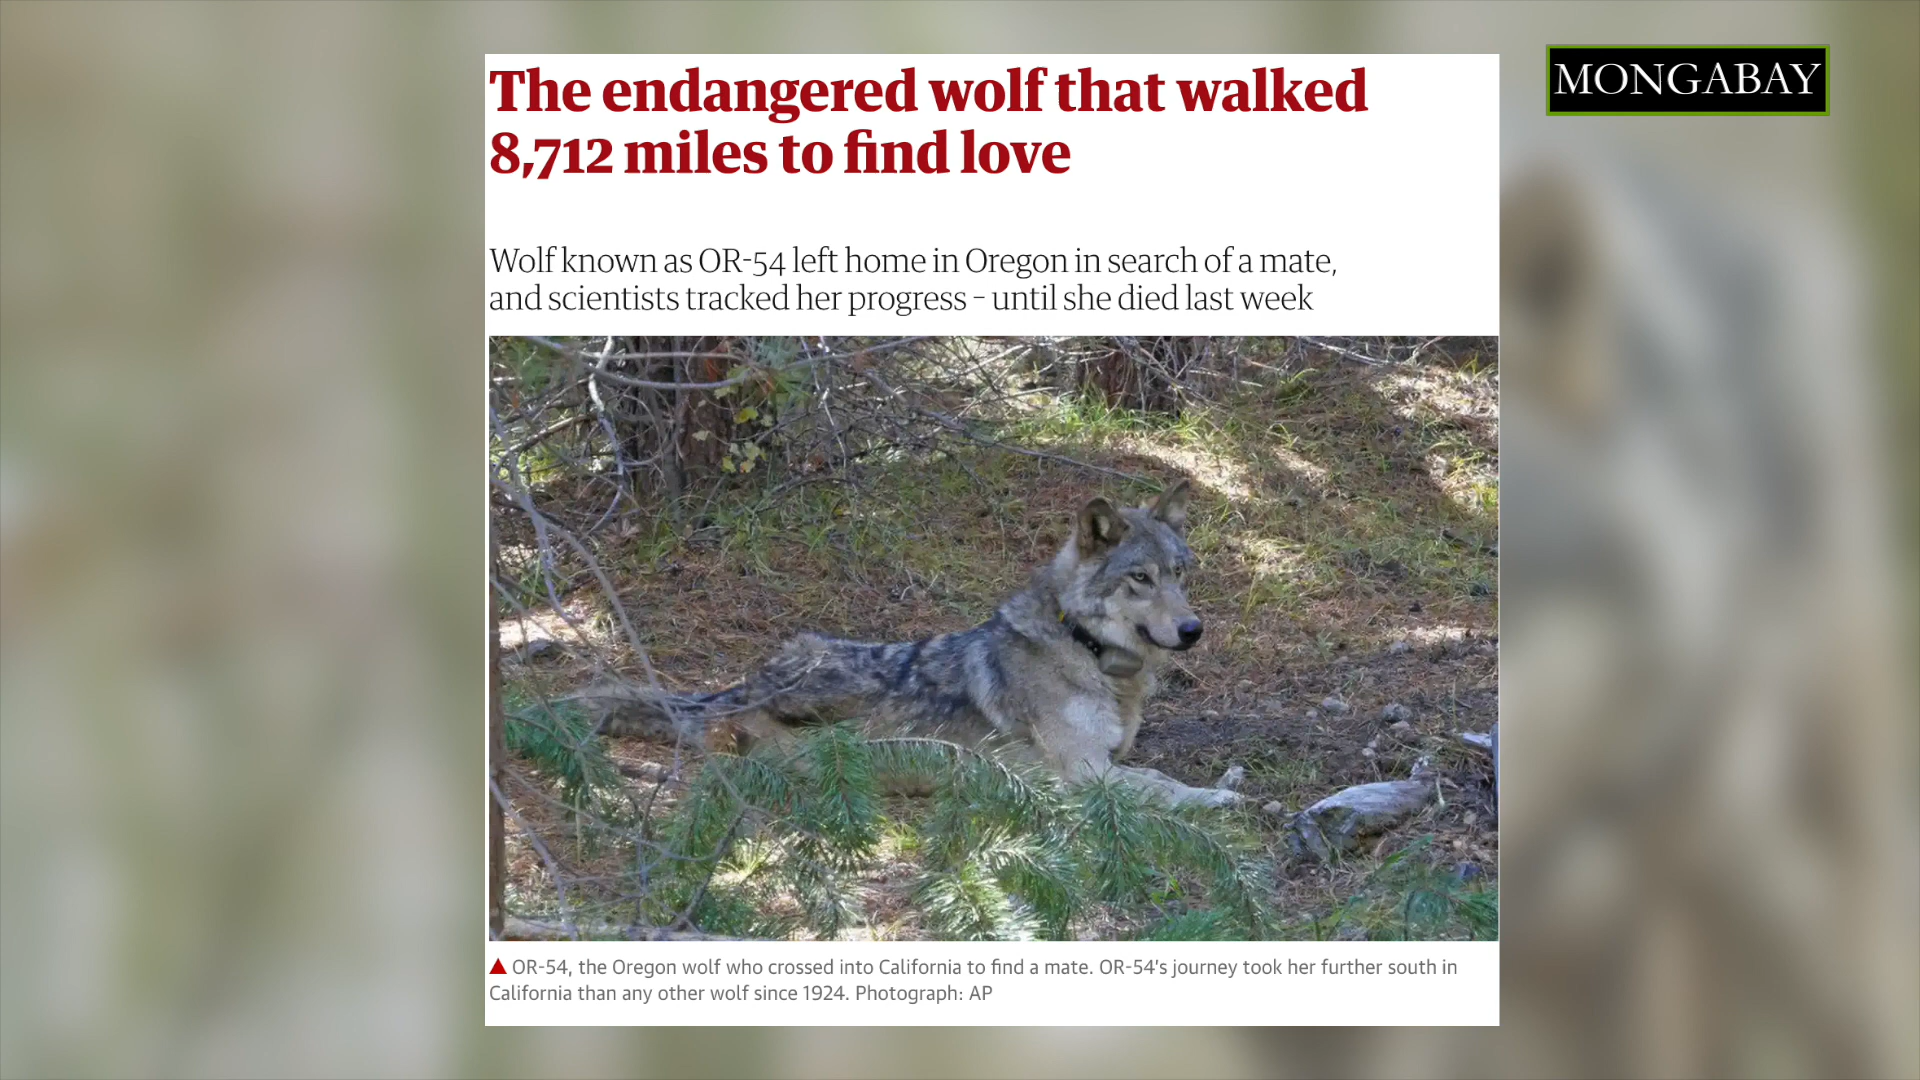 MONGABAY
The endangered wolf that walked
8,712 miles to find love
Wolf known as OR-54 left home in Oregon in search of a mate,
and scientists tracked her progress – until she died last week
▲ OR-54, the Oregon wolf who crossed into California to find a mate. OR-54's journey took her further south in
California than any other wolf since 1924. Photograph: AP